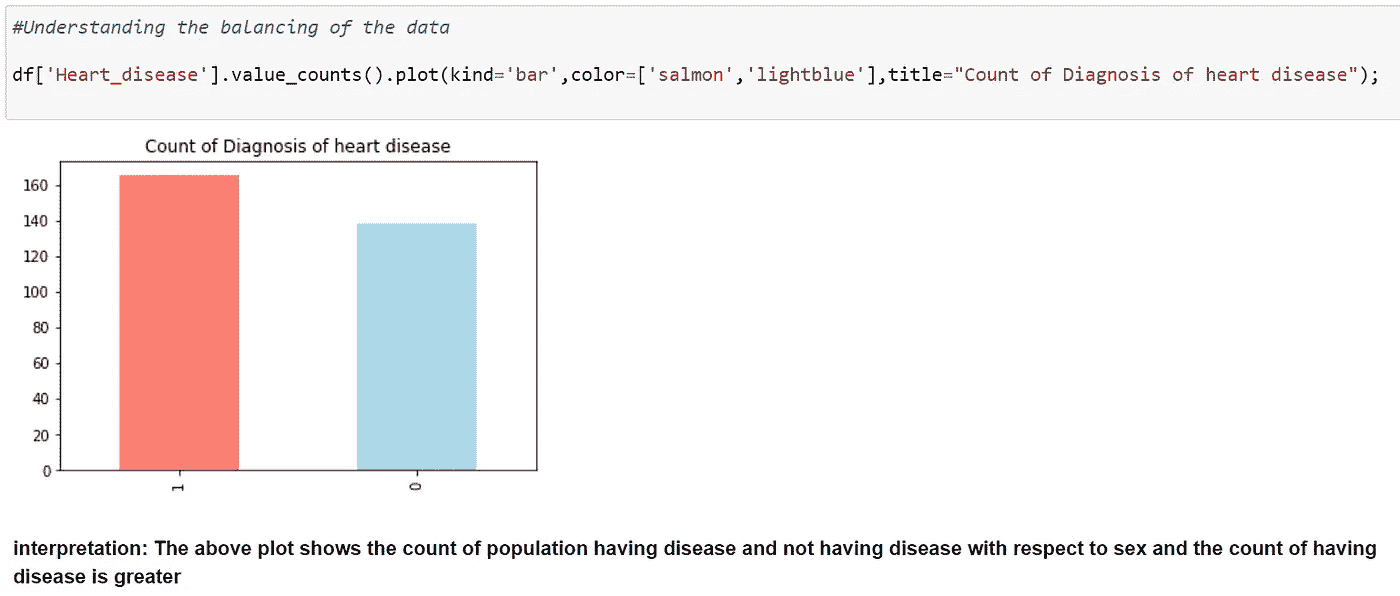 #Understanding the balancing of the data
df['Heart_disease'].value_counts().plot(kind='bar',color=['salmon','lightblue'],title="Count of Diagnosis of heart disease");
Count of Diagnosis of heart disease
160
140
120
100
80
60
40
20
0
1
0
interpretation: The above plot shows the count of population having disease and not having disease with respect to sex and the count of having
disease is greater